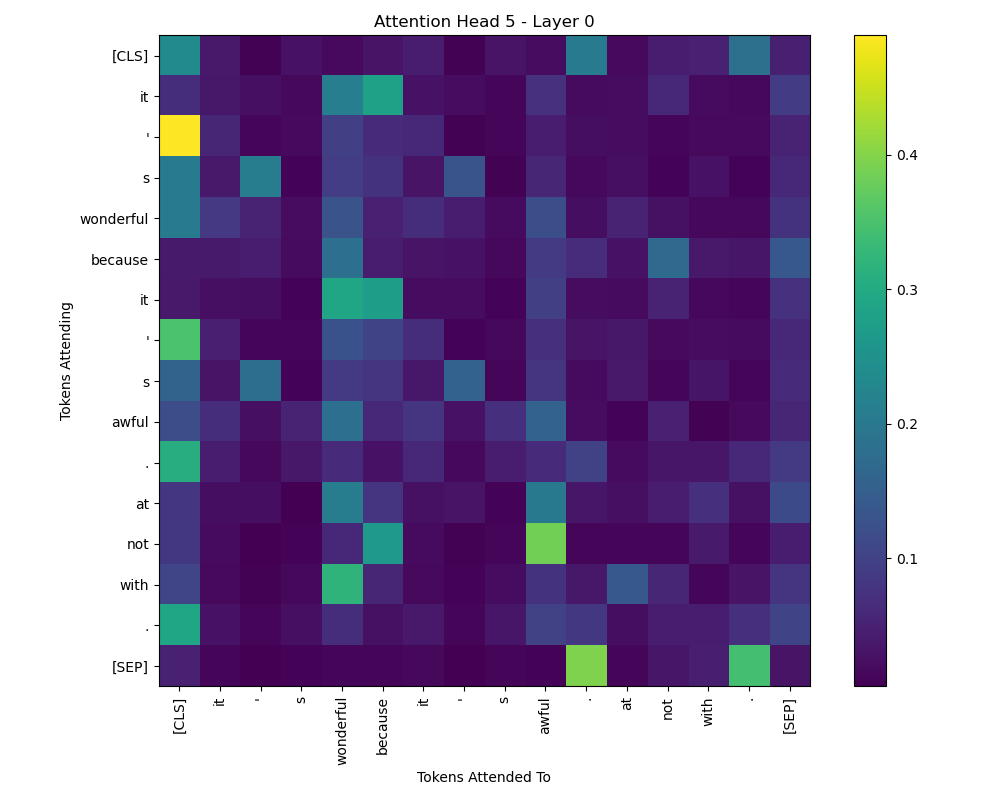 Attention Head 5 - Layer 0
[CLS]
it
'
s
wonderful
because
it
'
s
awful
.
at
not
with
.
[SEP]
Tokens Attending
[CLS]
it
'
s
wonderful
because
it
'
s
awful
.
at
not
with
.
[SEP]
Tokens Attended To
0.4
0.3
0.2
0.1